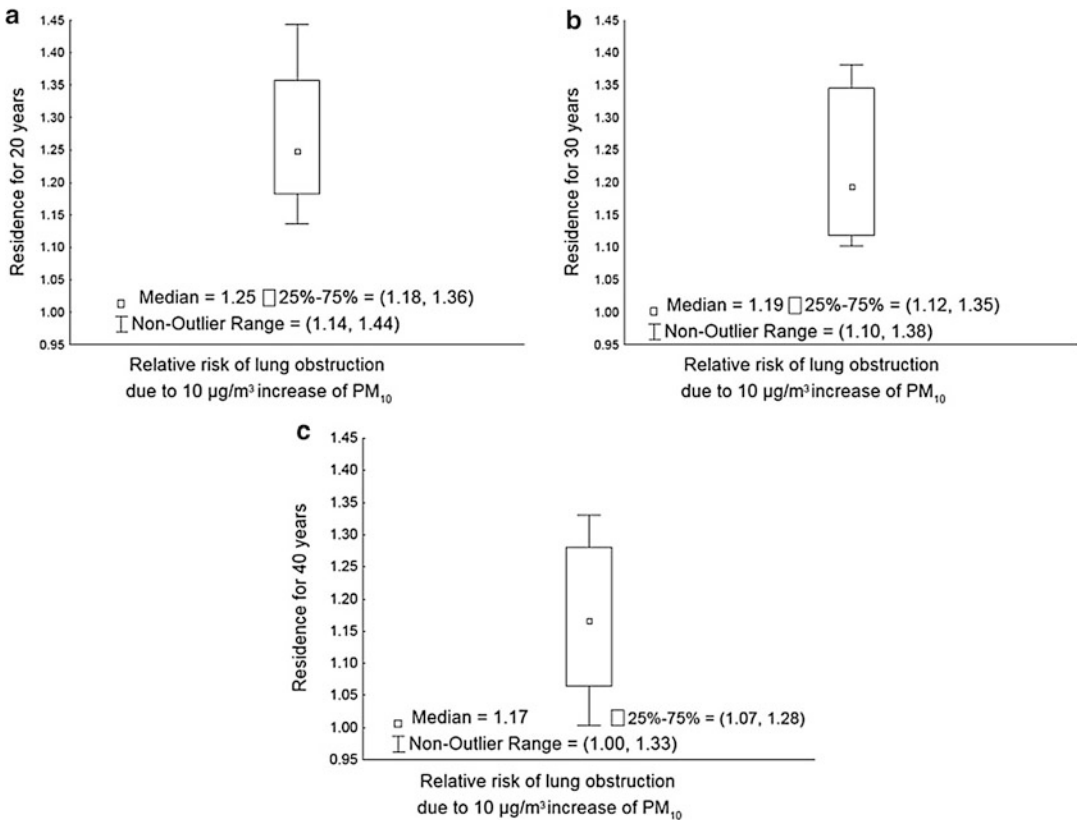 a
Residence for 20 years
1.45
1.40
1.35
1.30
1.25
1.20
1.15
1.10
1.05
1.00
0.95
Median = 1.25 25%-75% = (1.18, 1.36)
Non-Outlier Range = (1.14, 1.44)
Relative risk of lung obstruction
due to 10 µg/m³ increase of PM₁₀
b
Residence for 30 years
1.45
1.40
1.35
1.30
1.25
1.20
1.15
1.10
1.05
1.00
0.95
Median = 1.19 25%-75% = (1.12, 1.35)
Non-Outlier Range = (1.10, 1.38)
Relative risk of lung obstruction
due to 10 µg/m³ increase of PM₁₀
c
Residence for 40 years
1.45
1.40
1.35
1.30
1.25
1.20
1.15
1.10
1.05
1.00
0.95
Median = 1.17 25%-75% = (1.07, 1.28)
Non-Outlier Range = (1.00, 1.33)
Relative risk of lung obstruction
due to 10 µg/m³ increase of PM₁₀